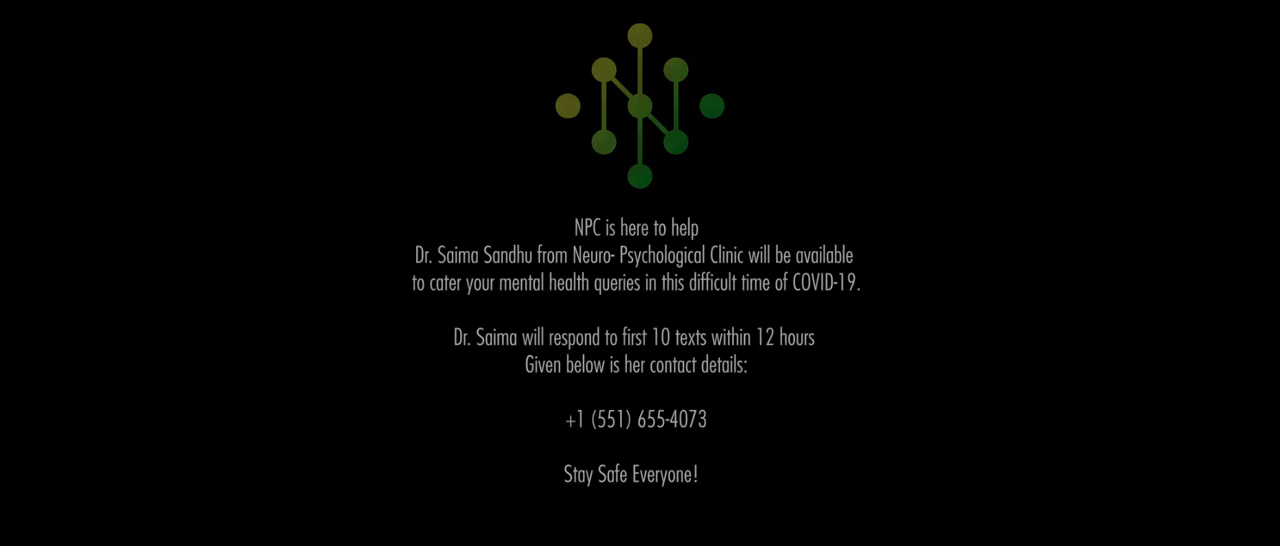 NPC is here to help
Dr. Saima Sandhu from Neuro- Psychological Clinic will be available
to cater your mental health queries in this difficult time of COVID-19.
Dr. Saima will respond to first 10 texts within 12 hours
Given below is her contact details:
+1 (551) 655-4073
Stay Safe Everyone!